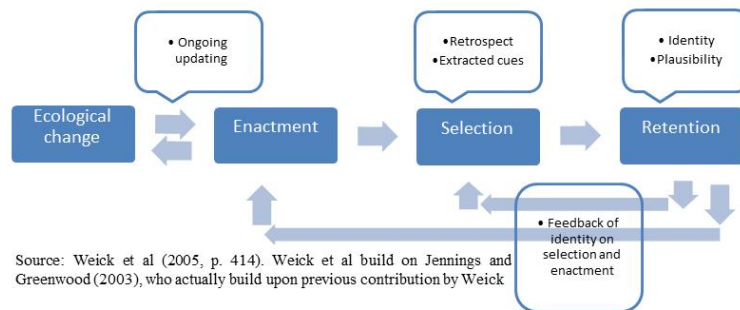 • Ongoing
updating
• Retrospect
• Extracted cues
• Identity
• Plausibility
Ecological
change
Enactment
Selection
Retention
• Feedback of
identity on
selection and
enactment
Source: Weick et al (2005, p. 414). Weick et al build on Jennings and
Greenwood (2003), who actually build upon previous contribution by Weick